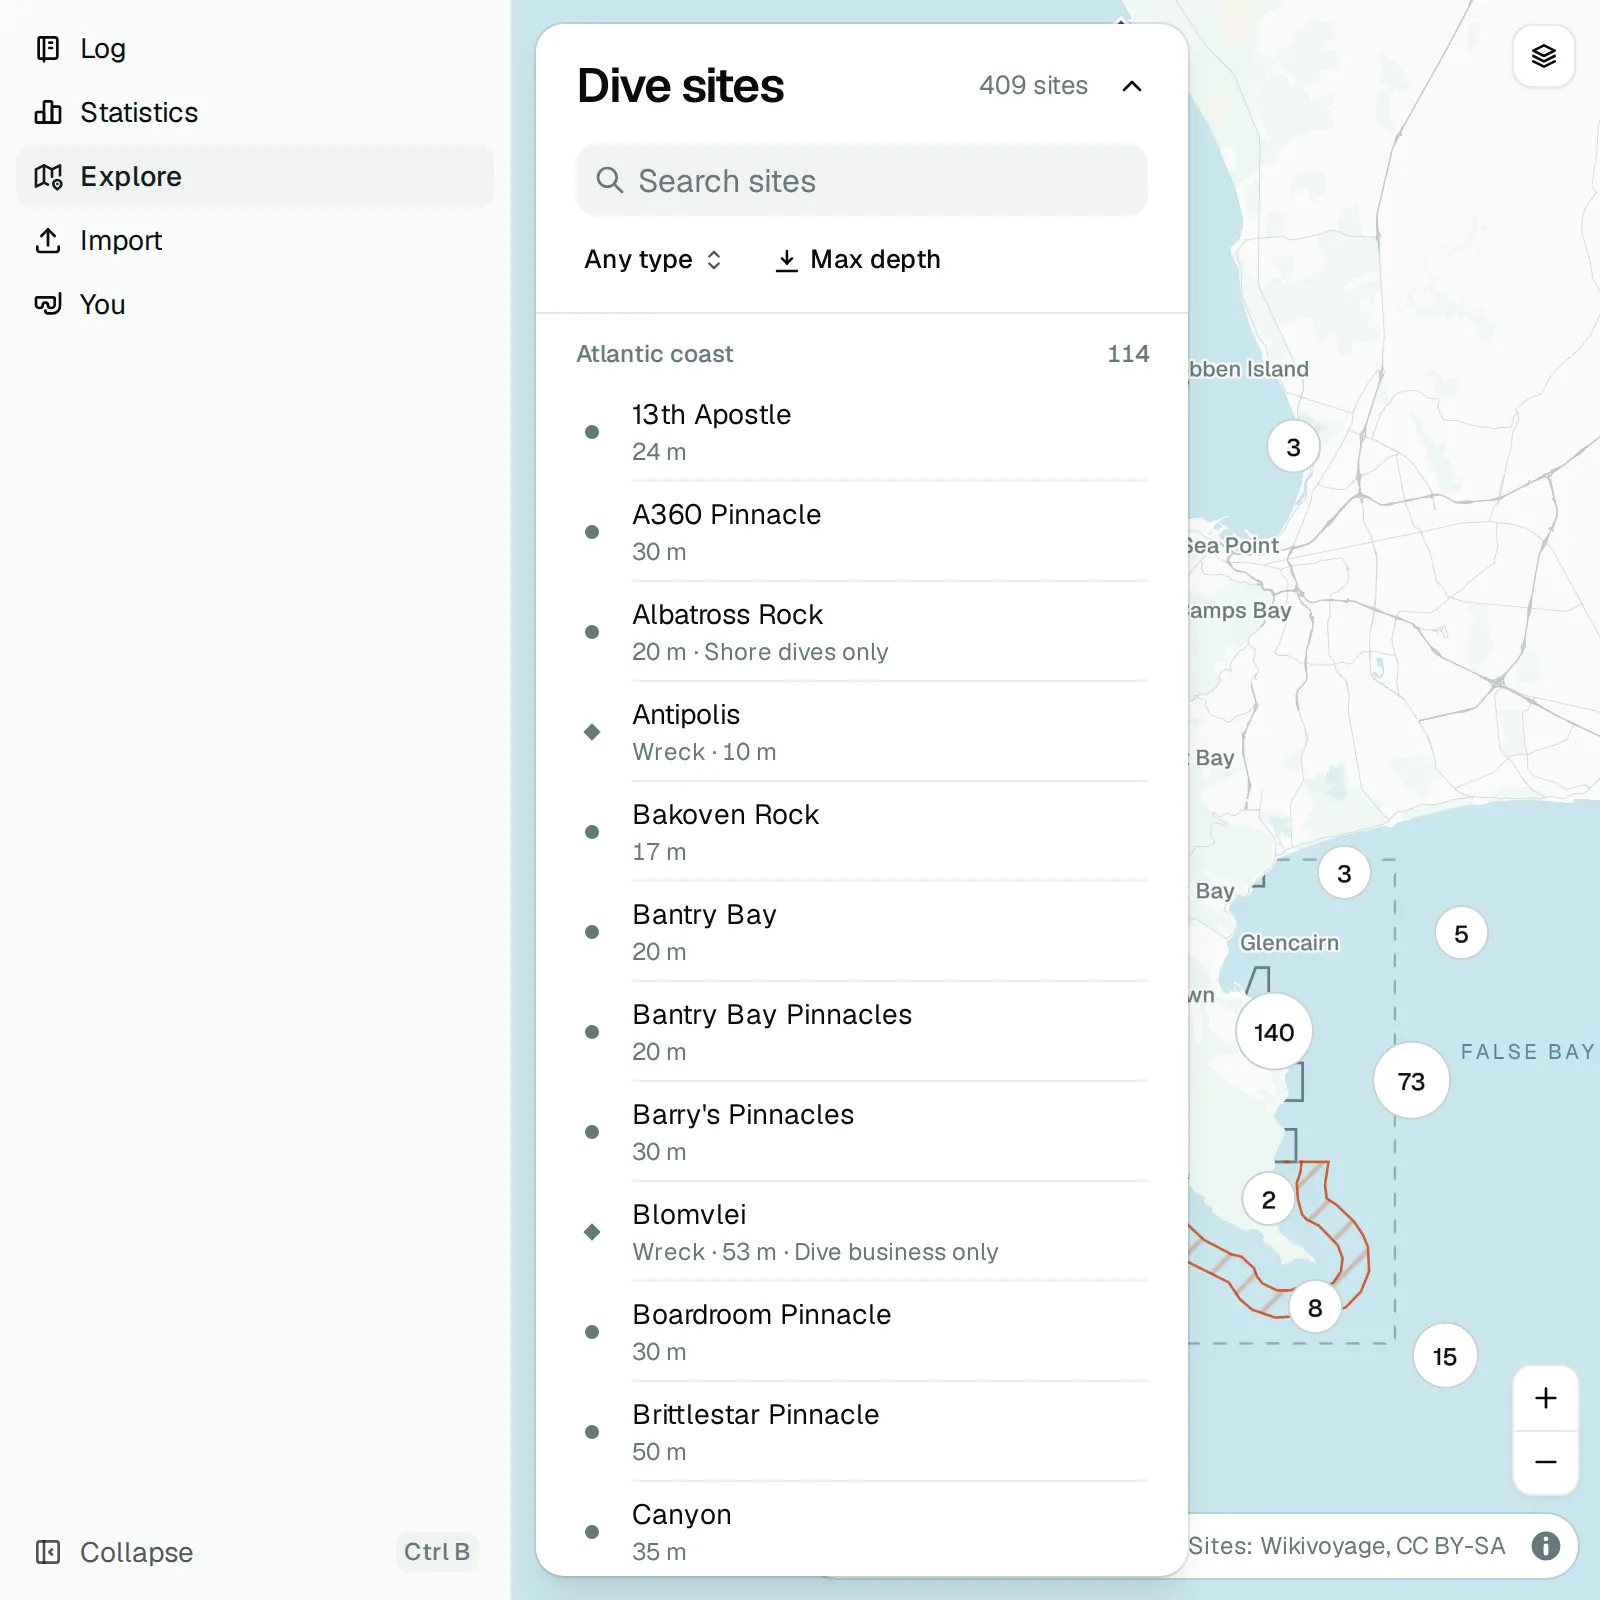 Log
Statistics
Explore
Import
You
Collapse
Ctrl B
Dive sites
409 sites
Search sites
Any type
Max depth
Atlantic coast
114
13th Apostle
24 m
A360 Pinnacle
30 m
Albatross Rock
20 m · Shore dives only
Antipolis
Wreck · 10 m
Bakoven Rock
17 m
Bantry Bay
20 m
Bantry Bay Pinnacles
20 m
Barry's Pinnacles
30 m
Blomvlei
Wreck · 53 m · Dive business only
Boardroom Pinnacle
30 m
Brittlestar Pinnacle
50 m
Canyon
35 m
bben Island
3
Sea Point
amps Bay
Bay
3
Bay
5
Glencairn
wn
140
FALSE BAY
73
2
8
15
Sites: Wikivoyage, CC BY-SA